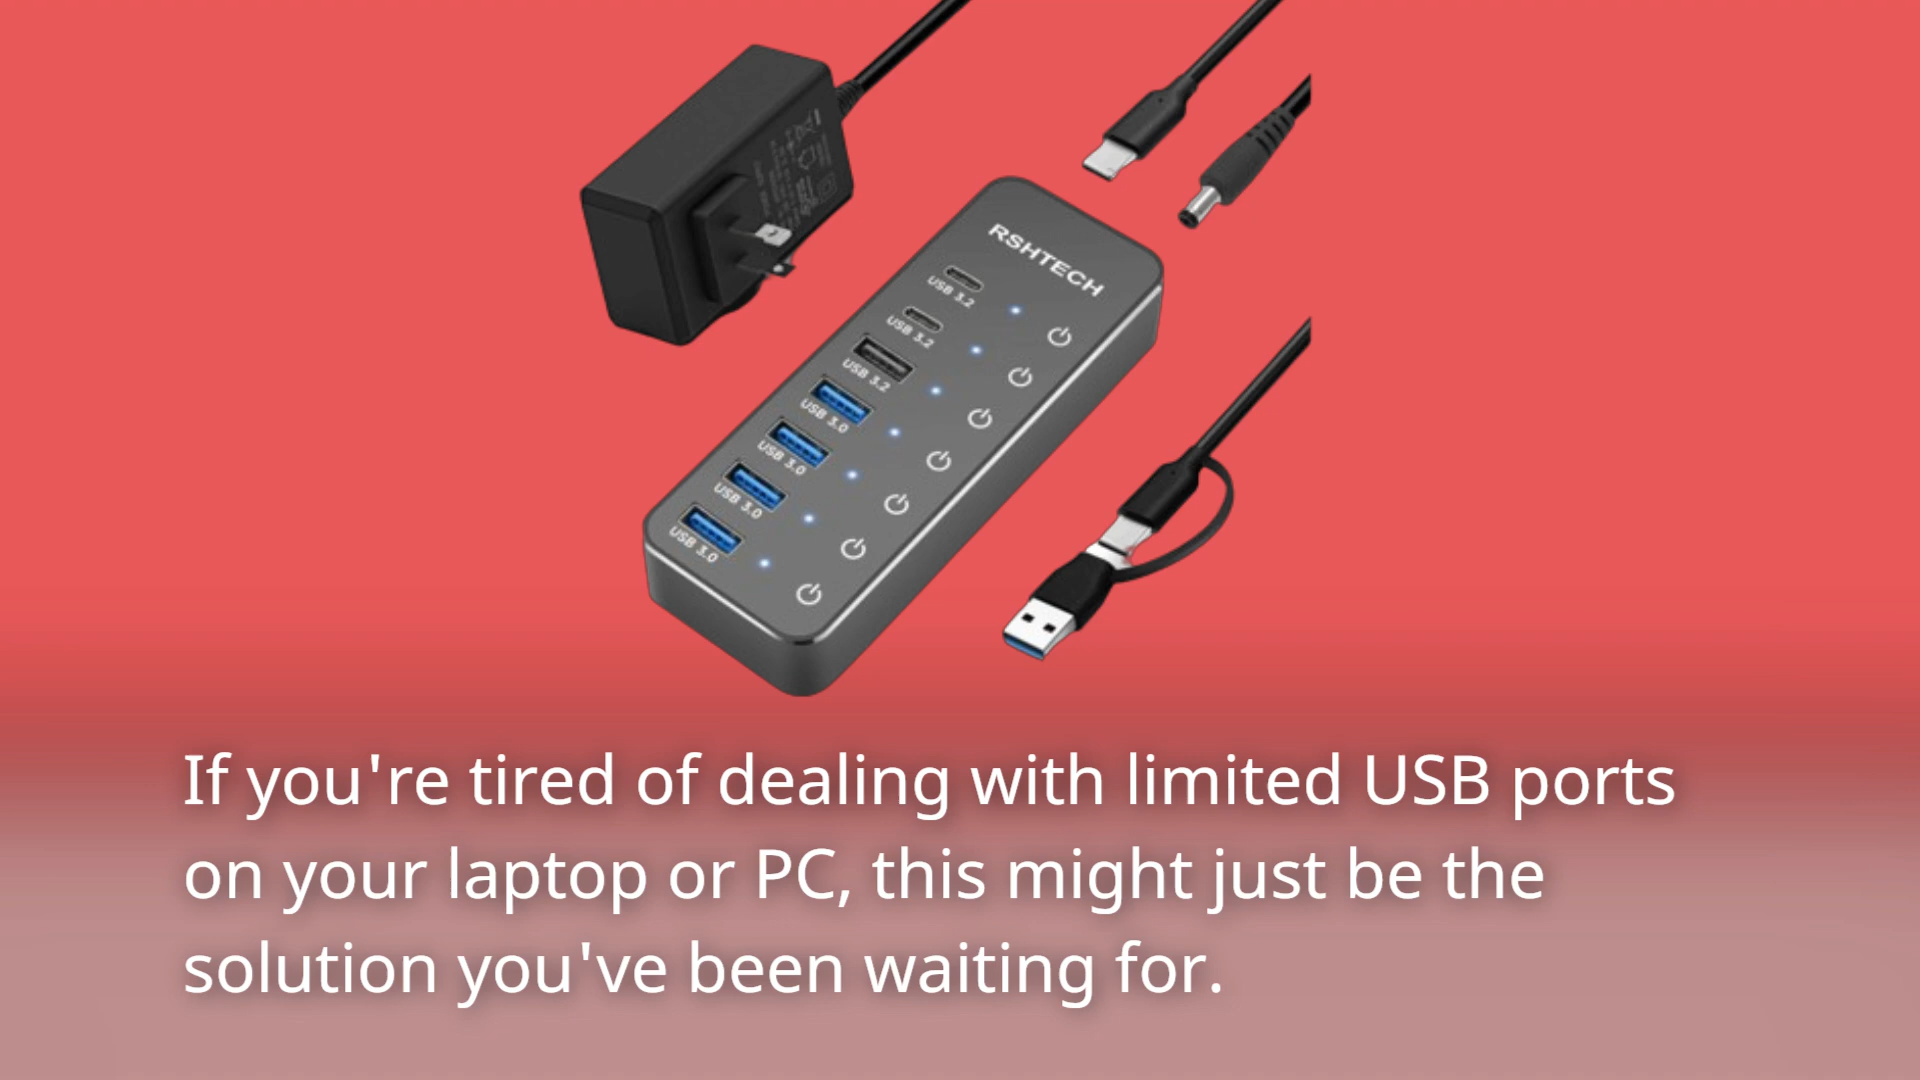 RSHTECH
USB 3.2
USB 3.2
USB 3.2
USB 3.0
USB 3.0
USB 3.0
USB 3.0
If you're tired of dealing with limited USB ports
on your laptop or PC, this might just be the
solution you've been waiting for.